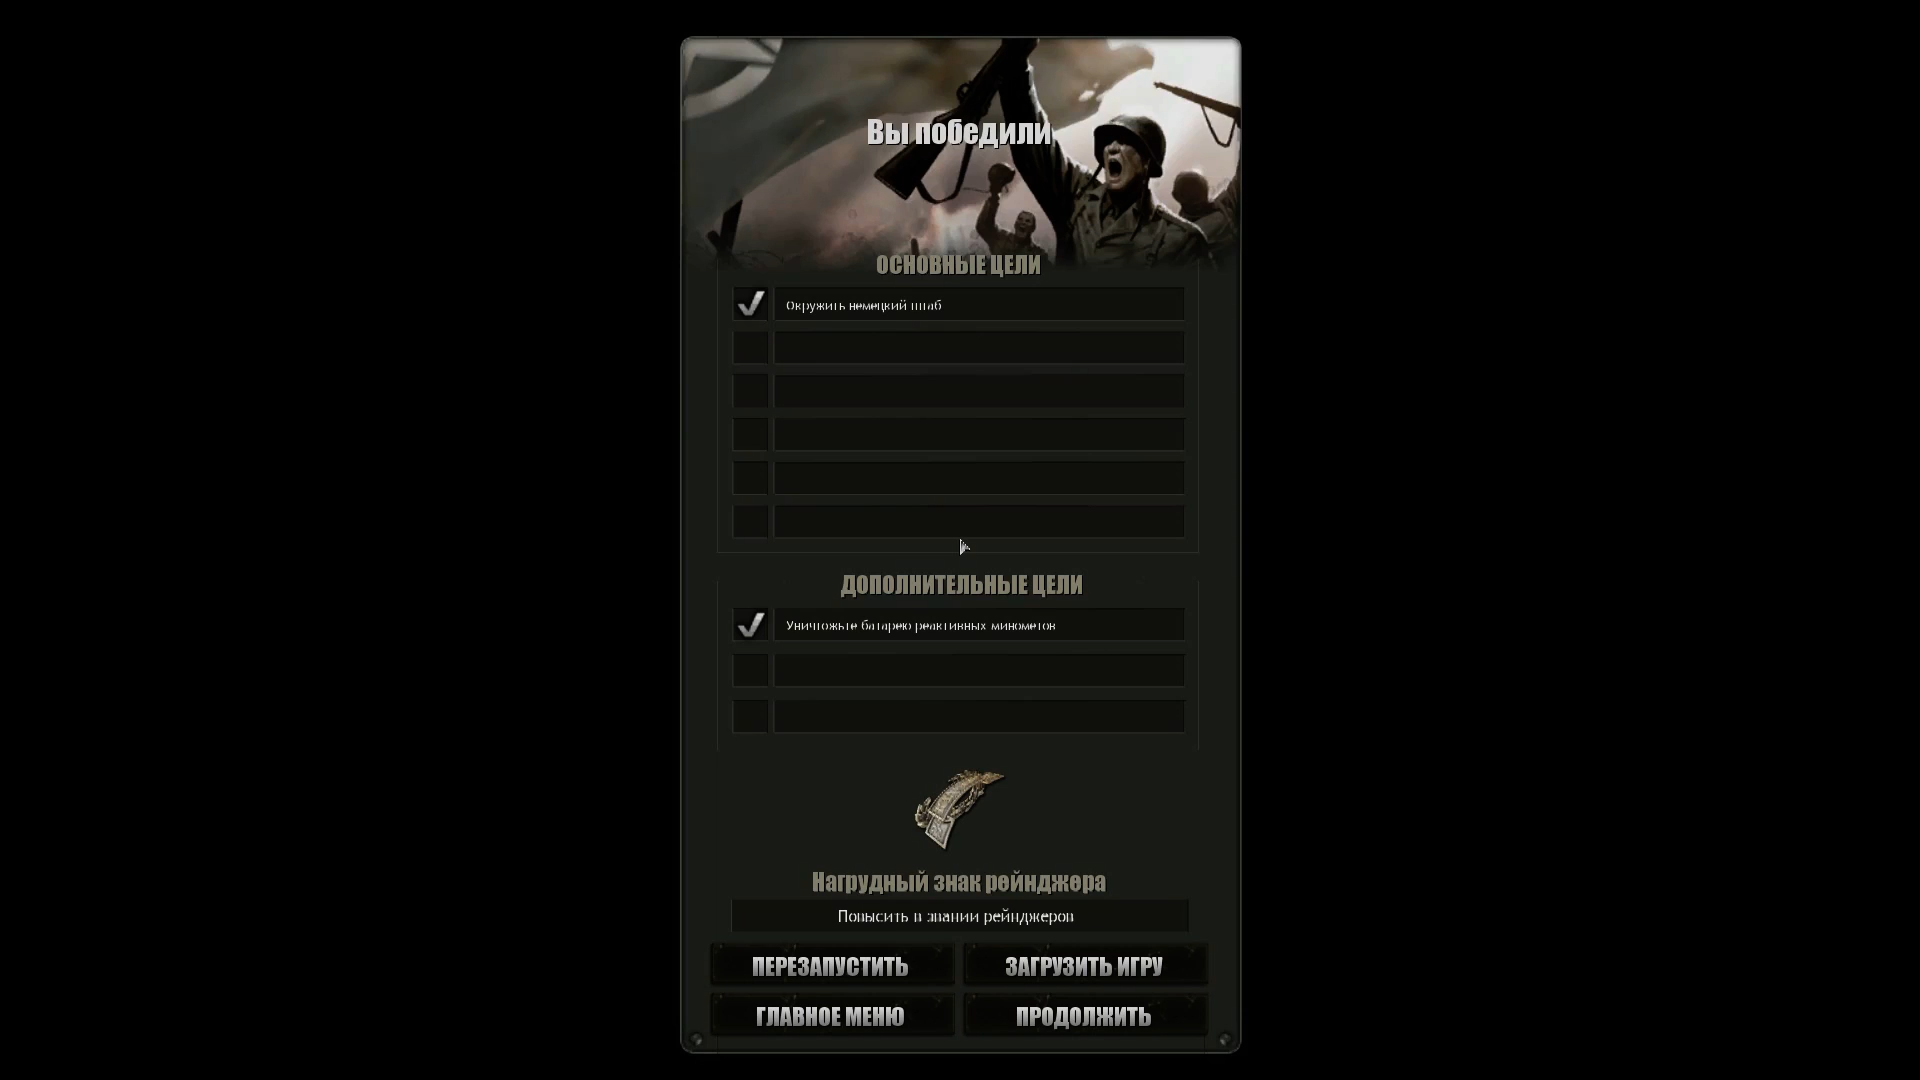 Вы победили
ОСНОВНЫЕ ЦЕЛИ
Окружить немецкий штаб
ДОПОЛНИТЕЛЬНЫЕ ЦЕЛИ
Уничтожьте батарею реактивных минометов
Нагрудный знак рейнджера
Повысить в звании рейнджеров
ПЕРЕЗАПУСТИТЬ
ЗАГРУЗИТЬ ИГРУ
ГЛАВНОЕ МЕНЮ
ПРОДОЛЖИТЬ